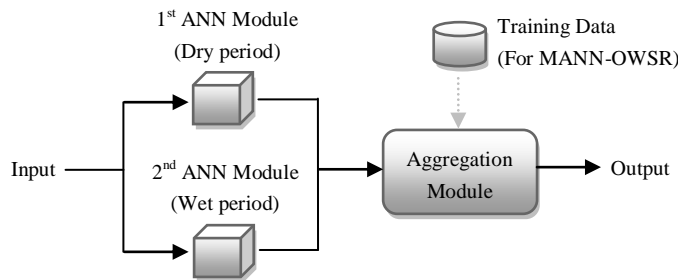 1st ANN Module
(Dry period)
Training Data
(For MANN-OWSR)
Input
2nd ANN Module
(Wet period)
Aggregation
Module
Output